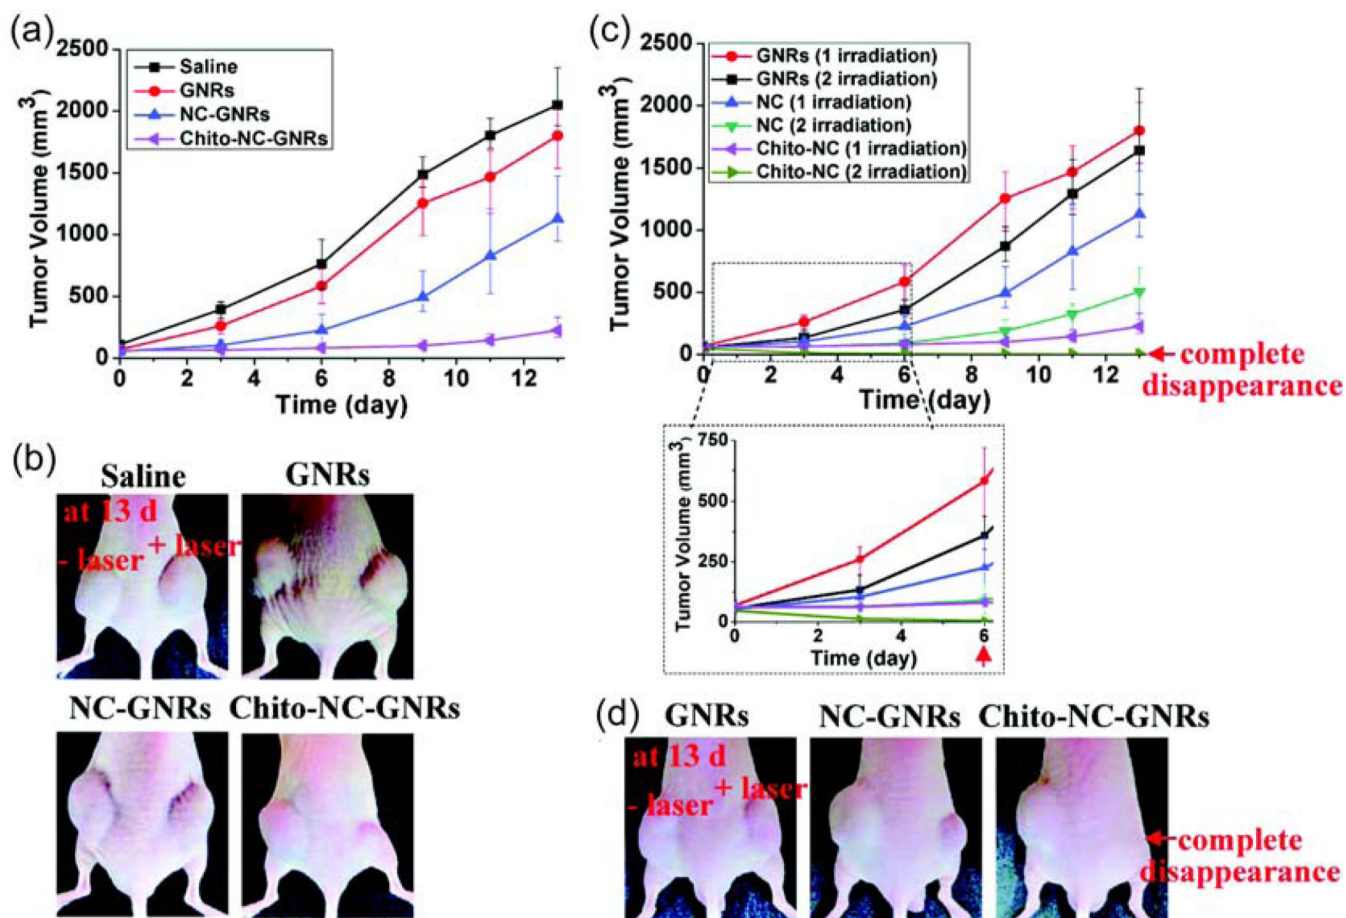 (a)
2500
2000
1500
1000
500
0
Tumor Volume (mm3)
Saline
GNRs
NC-GNRs
Chito-NC-GNRs
0 2 4 6 8 10 12
Time (day)
(b)
Saline
at 13 d
- laser + laser
GNRs
NC-GNRs
Chito-NC-GNRs
(c)
2500
2000
1500
1000
500
0
Tumor Volume (mm3)
GNRs (1 irradiation)
GNRs (2 irradiation)
NC (1 irradiation)
NC (2 irradiation)
Chito-NC (1 irradiation)
Chito-NC (2 irradiation)
complete
disappearance
0 2 4 6 8 10 12
Time (day)
750
500
250
0
Tumor Volume (mm3)
0 2 4 6
Time (day)
(d)
GNRs
at 13 d
- laser + laser
NC-GNRs
Chito-NC-GNRs
complete
disappearance